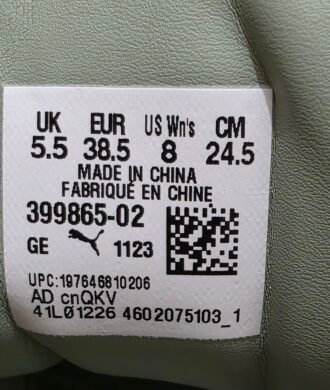 UK EUR US Wn's CM
5.5 38.5 8 24.5
MADE IN CHINA
FABRIQUÉ EN CHINE
399865-02
GE 1123
UPC:197646810206
AD cnQKV
41L01226 4602075103_1